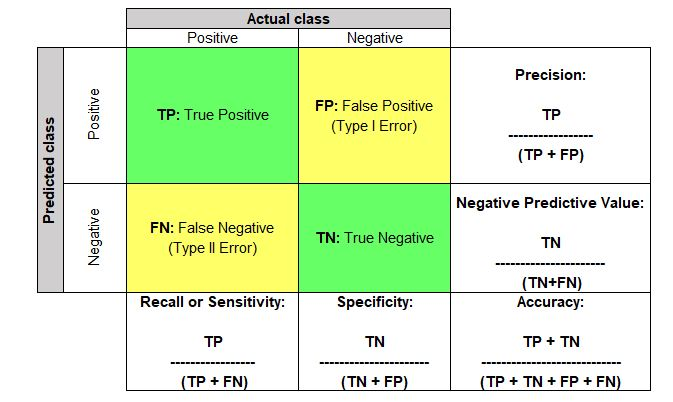 Actual class
Positive
Negative
Predicted class
Positive
TP: True Positive
FP: False Positive
(Type I Error)
Precision:
TP
-----------------
(TP + FP)
Negative
FN: False Negative
(Type II Error)
TN: True Negative
Negative Predictive Value:
TN
----------------------
(TN+FN)
Recall or Sensitivity:
TP
-----------------
(TP + FN)
Specificity:
TN
----------------------
(TN + FP)
Accuracy:
TP + TN
----------------------------
(TP + TN + FP + FN)